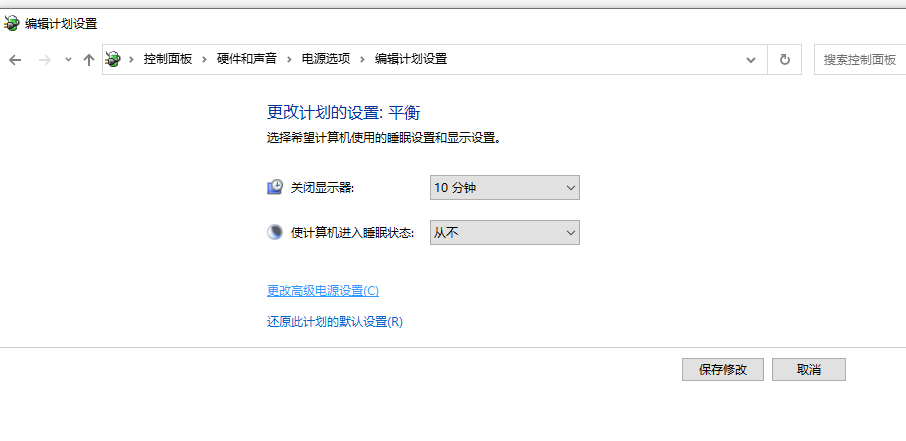 编辑计划设置
控制面板 硬件和声音 电源选项 编辑计划设置 搜索控制面板
更改计划的设置: 平衡
选择希望计算机使用的睡眠设置和显示设置。
关闭显示器: 10 分钟
使计算机进入睡眠状态: 从不
更改高级电源设置(C)
还原此计划的默认设置(R)
保存修改 取消